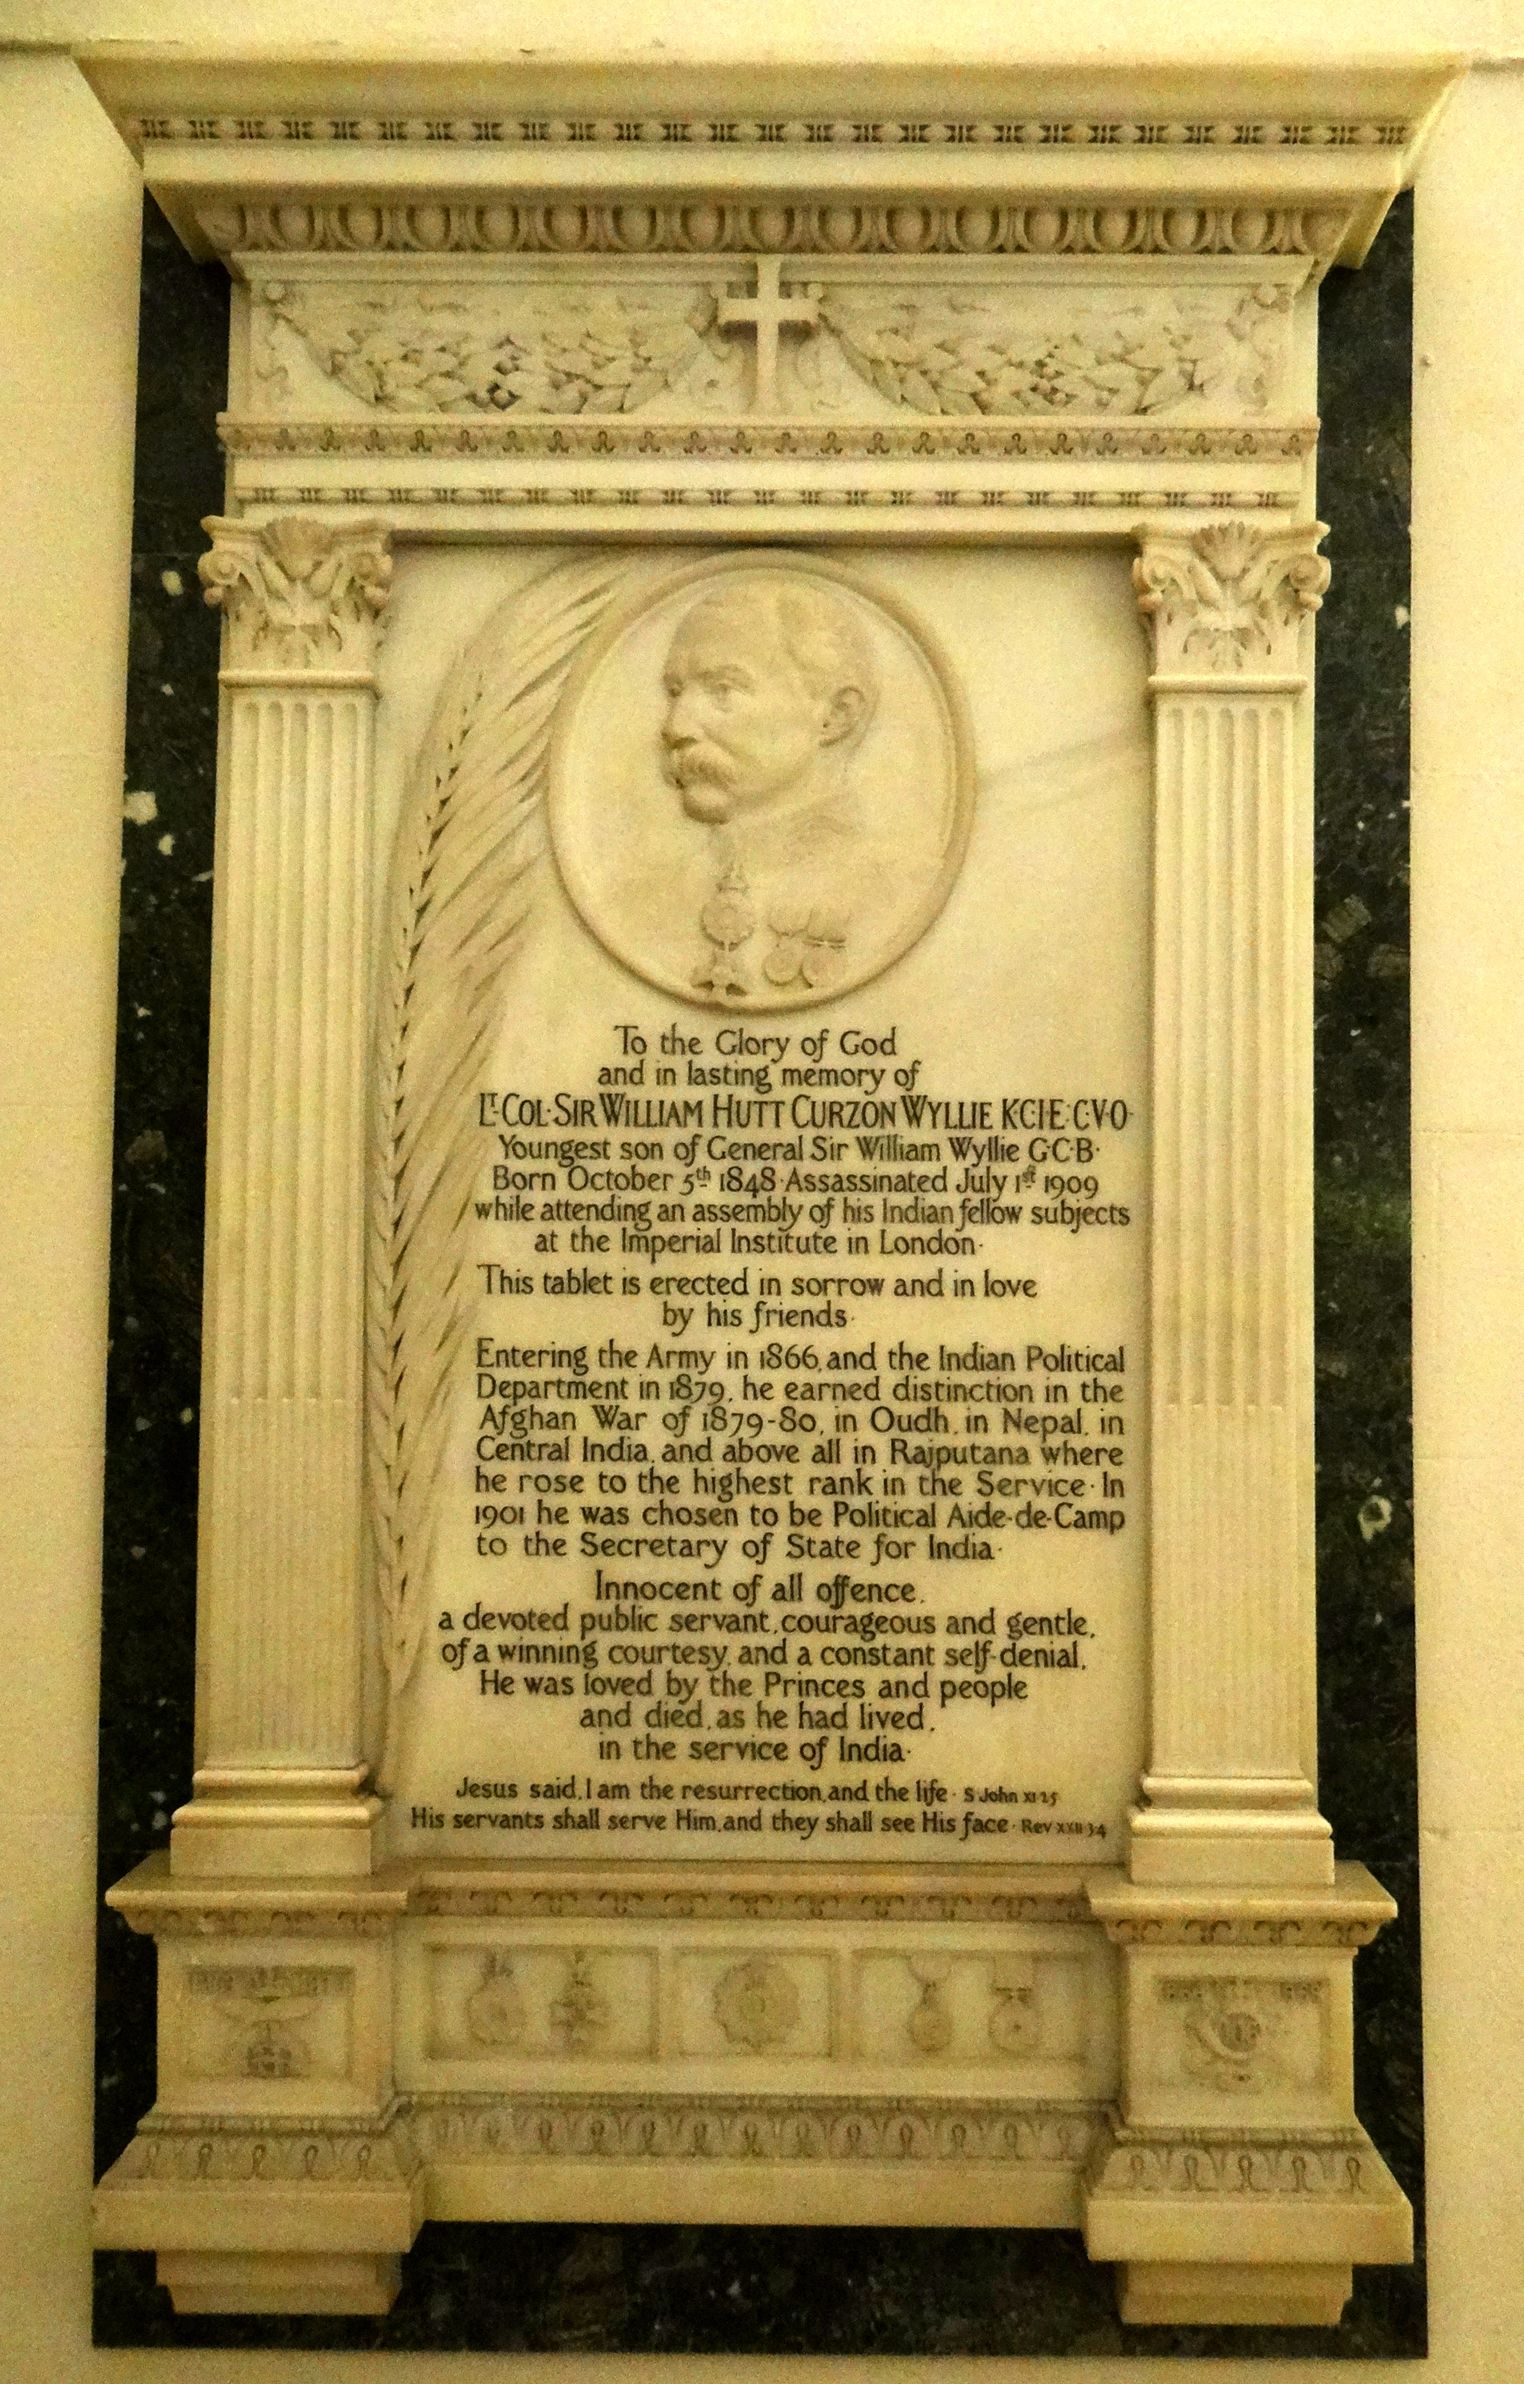 To the Glory of God
and in lasting memory of
LT·COL·SIR WILLIAM HUTT CURZON WYLLIE K·C·I·E·C·V·O·
Youngest son of General Sir William Wyllie G·C·B·
Born October 5th 1848·Assassinated July 1st 1909
while attending an assembly of his Indian fellow subjects
at the Imperial Institute in London·
This tablet is erected in sorrow and in love
by his friends·
Entering the Army in 1866, and the Indian Political
Department in 1879, he earned distinction in the
Afghan War of 1879-80, in Oudh, in Nepal, in
Central India, and above all in Rajputana where
he rose to the highest rank in the Service· In
1901 he was chosen to be Political Aide-de-Camp
to the Secretary of State for India·
Innocent of all offence,
a devoted public servant, courageous and gentle,
of a winning courtesy, and a constant self-denial,
He was loved by the Princes and people
and died, as he had lived,
in the service of India·
Jesus said, I am the resurrection, and the life · S John XI 25
His servants shall serve Him, and they shall see His face · Rev XXII 3 4